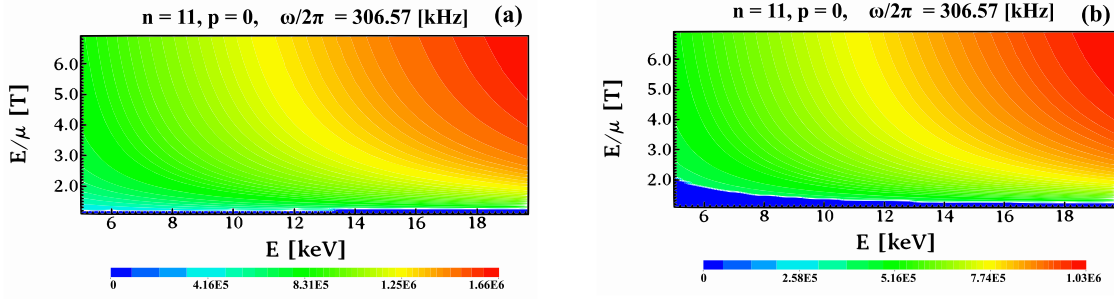 n = 11, p = 0, ω/2π = 306.57 [kHz] (a)
E/μ [T]
6.0
5.0
4.0
3.0
2.0
6 8 10 12 14 16 18
E [keV]
0 4.16E5 8.31E5 1.25E6 1.66E6
n = 11, p = 0, ω/2π = 306.57 [kHz] (b)
E/μ [T]
6.0
5.0
4.0
3.0
2.0
6 8 10 12 14 16 18
E [keV]
0 2.58E5 5.16E5 7.74E5 1.03E6